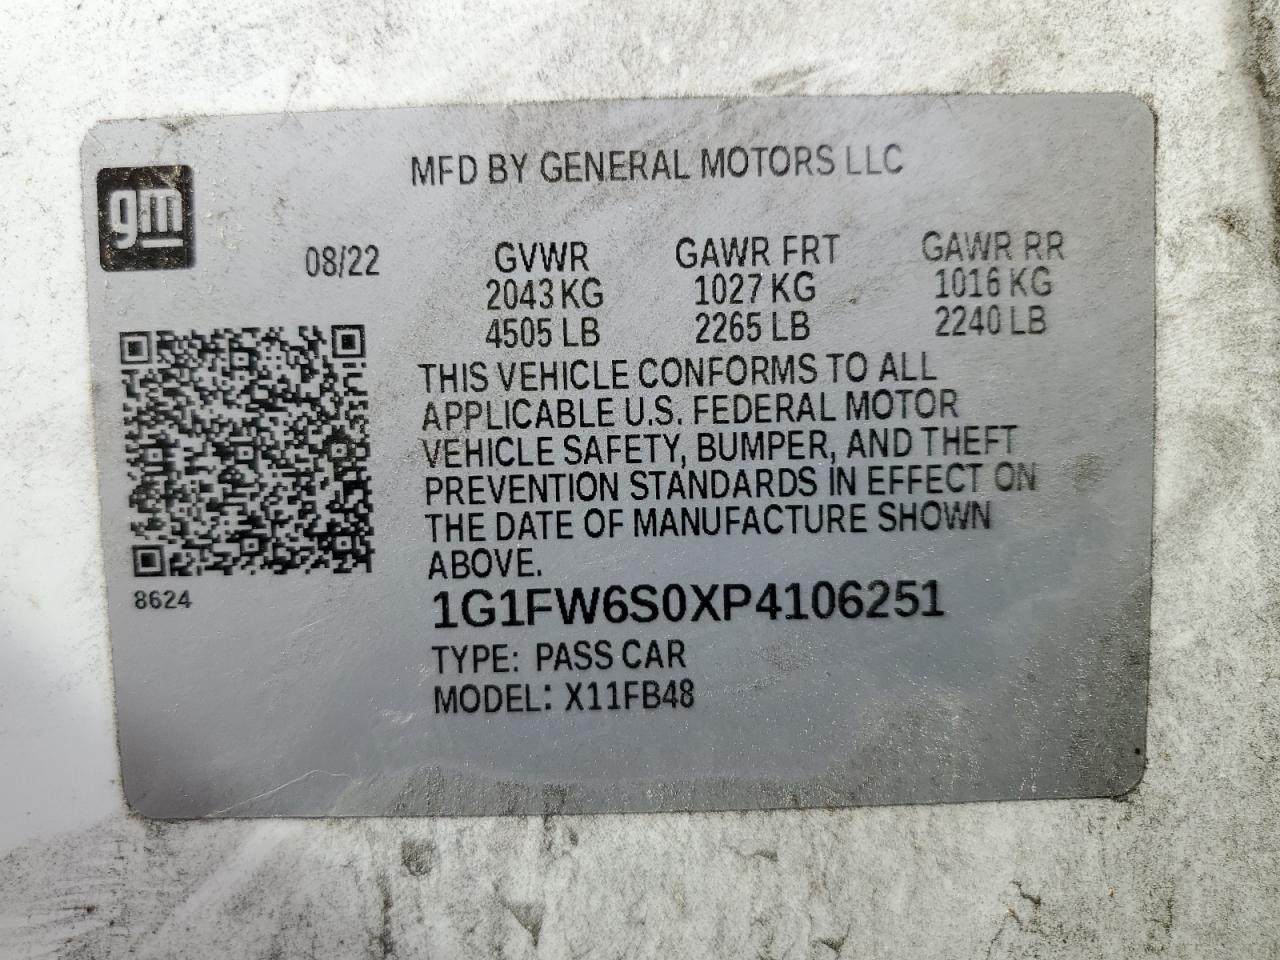 MFD BY GENERAL MOTORS LLC
gm
08/22
GVWR GAWR FRT GAWR RR
2043 KG 1027 KG 1016 KG
4505 LB 2265 LB 2240 LB
THIS VEHICLE CONFORMS TO ALL
APPLICABLE U.S. FEDERAL MOTOR
VEHICLE SAFETY, BUMPER, AND THEFT
PREVENTION STANDARDS IN EFFECT ON
THE DATE OF MANUFACTURE SHOWN
ABOVE.
8624
1G1FW6S0XP4106251
TYPE: PASS CAR
MODEL: X11FB48